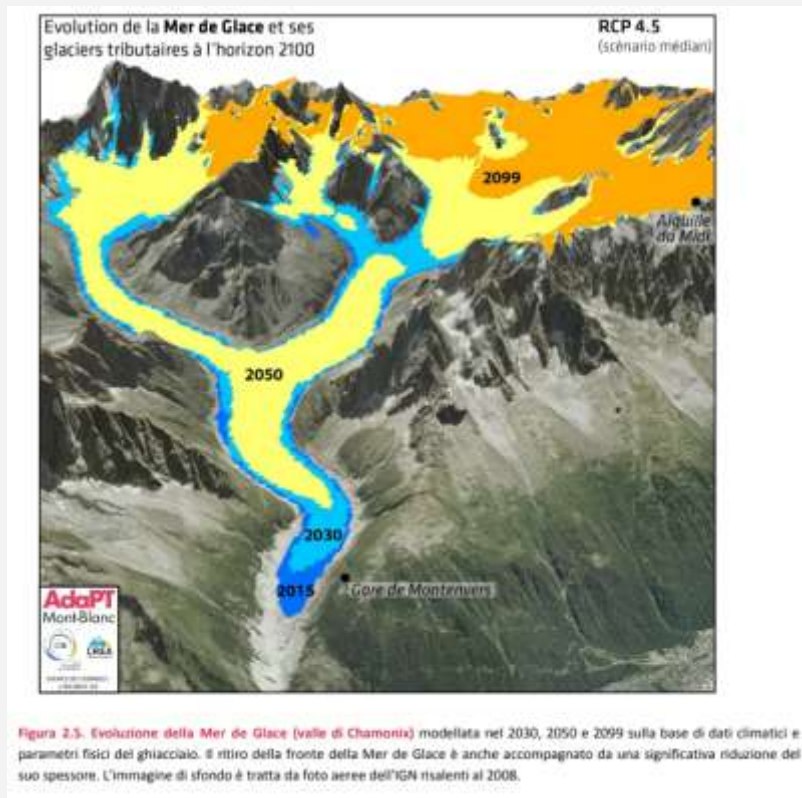 Evolution de la Mer de Glace et ses
glaciers tributaires à l'horizon 2100
RCP 4.5
(scénario médian)
2099
Aiguille
du Midi
2050
2030
2015
Gare de Montenvers
AdaPT
Mont-Blanc
CREA
Figura 2.5. Evoluzione della Mer de Glace (valle di Chamonix) modellata nel 2030, 2050 e 2099 sulla base di dati climatici e
parametri fisici del ghiacciaio. Il ritiro della fronte della Mer de Glace è anche accompagnato da una significativa riduzione del
suo spessore. L'immagine di sfondo è tratta da foto aeree dell'IGN risalenti al 2008.